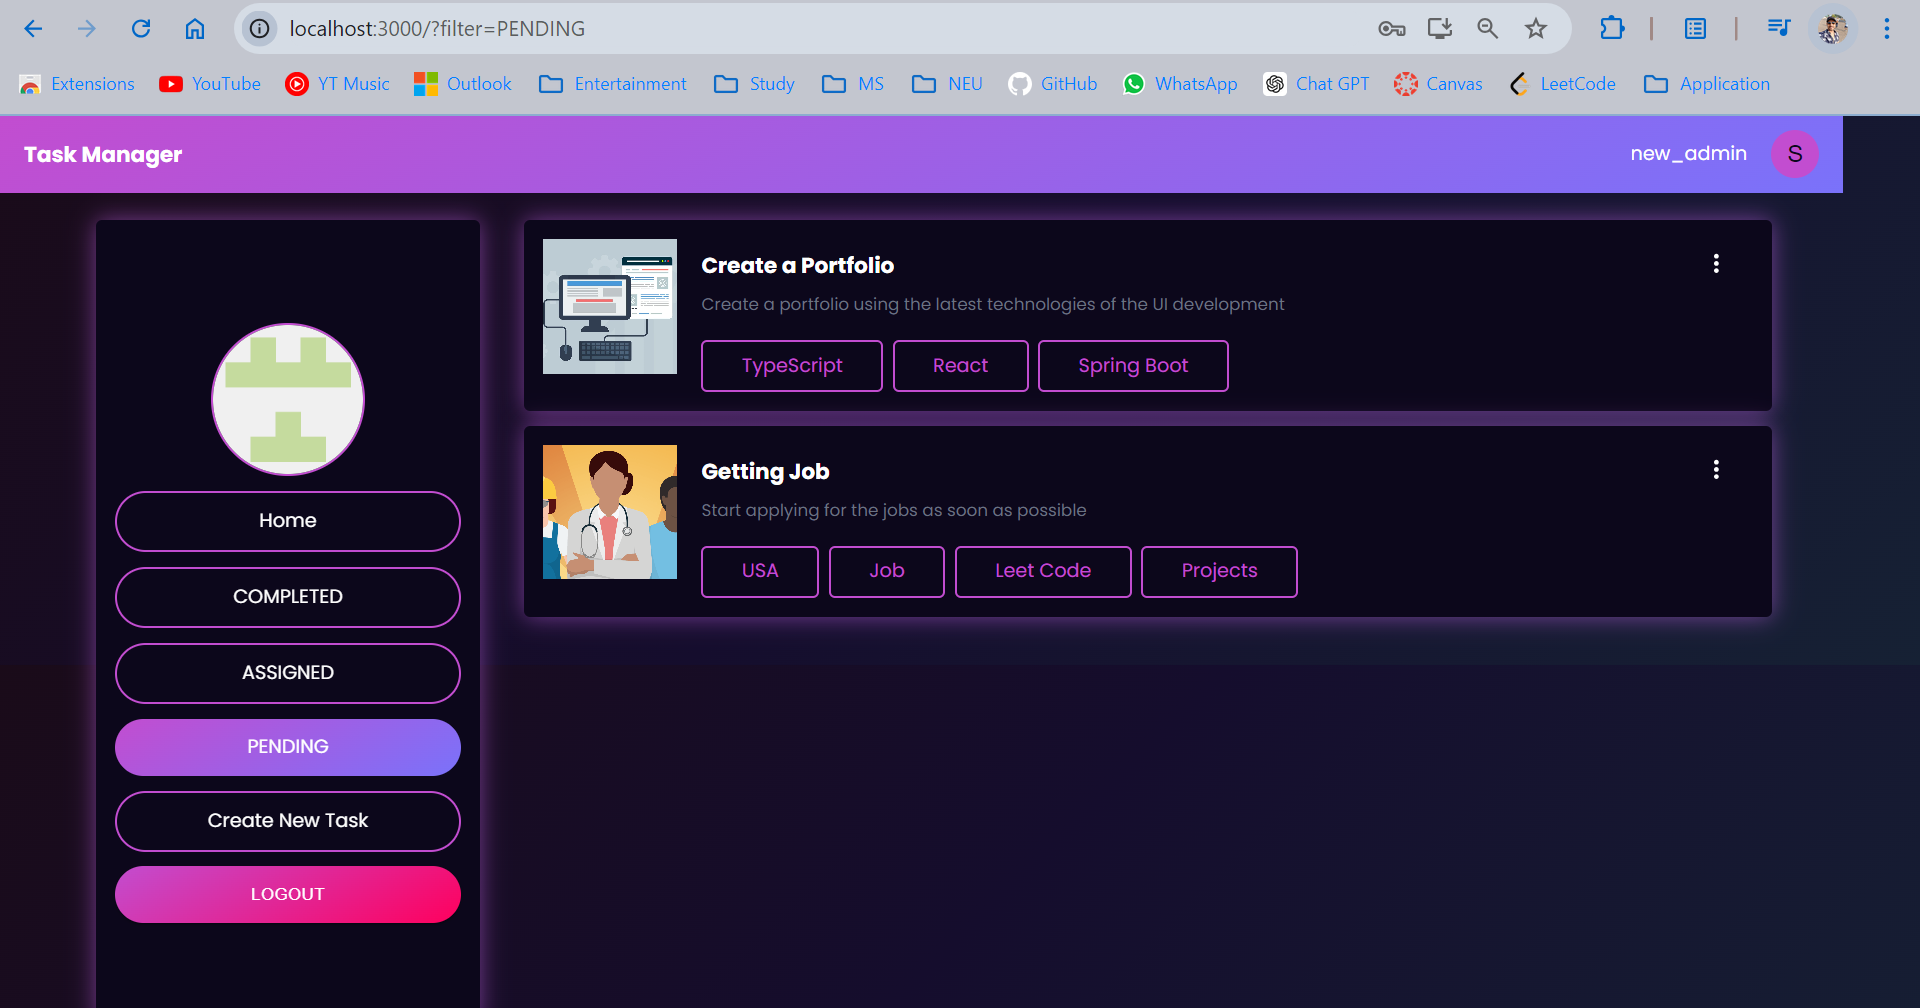 localhost:3000/?filter=PENDING
Extensions YouTube YT Music Outlook Entertainment Study MS NEU GitHub WhatsApp Chat GPT Canvas LeetCode Application
Task Manager
new_admin S
Home
COMPLETED
ASSIGNED
PENDING
Create New Task
LOGOUT
Create a Portfolio
Create a portfolio using the latest technologies of the UI development
TypeScript React Spring Boot
Getting Job
Start applying for the jobs as soon as possible
USA Job Leet Code Projects